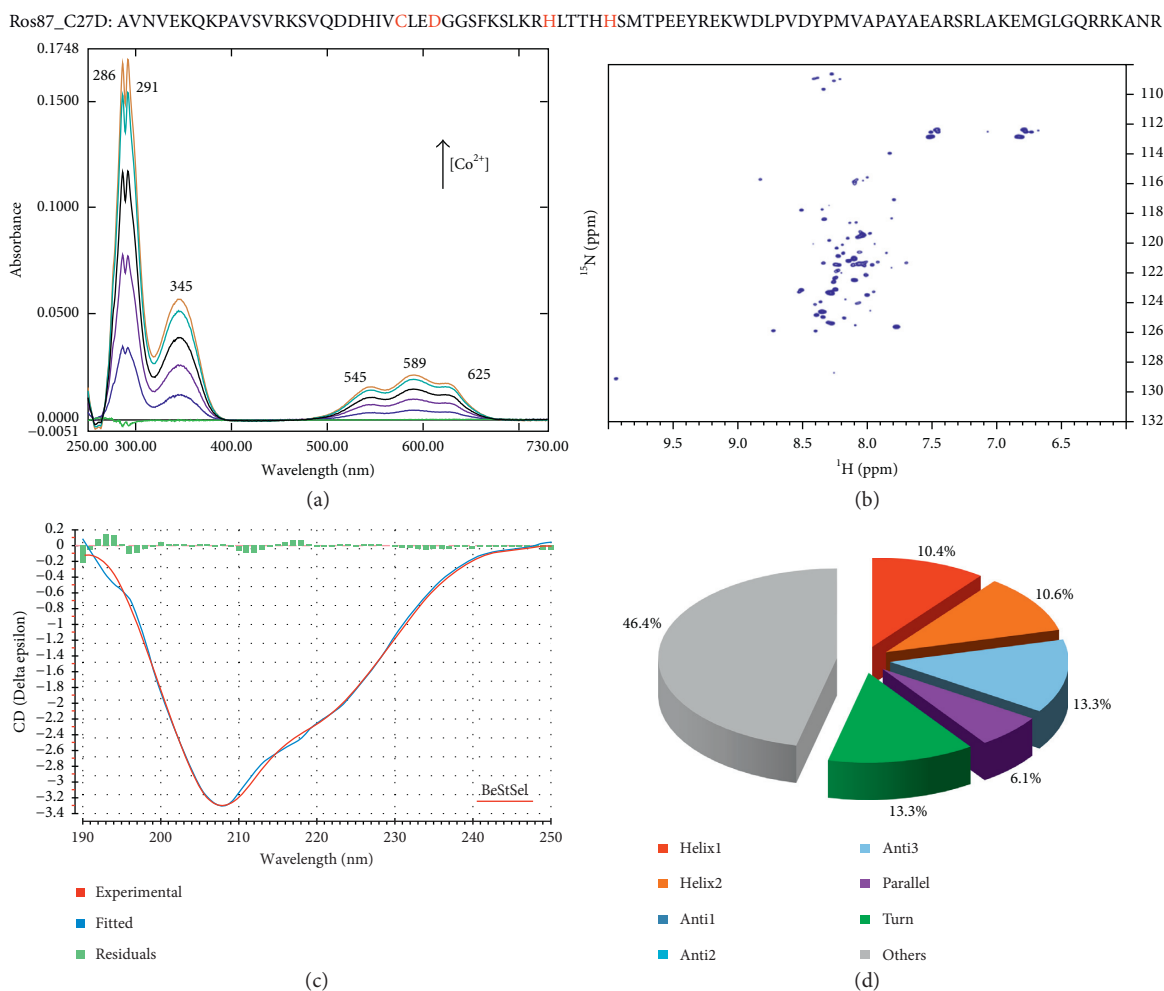 Ros87_C27D: AVNVEKQKPAVSVRKSVQDDHIVCLEDGGSFKSLKRHLTTHHSMTPEEYREKWDLPVDYPMVAPAYAEARSRLAKEMGLGQRRKANR
0.1748
0.1500
0.1000
0.0500
0.0000
−0.0051
Absorbance
286
291
345
545
589
625
[Co2+]
250.00 300.00 400.00 500.00 600.00 730.00
Wavelength (nm)
(a)
110
112
114
116
118
120
122
124
126
128
130
132
15N (ppm)
9.5 9.0 8.5 8.0 7.5 7.0 6.5
1H (ppm)
(b)
0.2
0
−0.2
−0.4
−0.6
−0.8
−1
−1.2
−1.4
−1.6
−1.8
−2
−2.2
−2.4
−2.6
−2.8
−3
−3.2
−3.4
CD (Delta epsilon)
BeStSel
190 200 210 220 230 240 250
Wavelength (nm)
Experimental
Fitted
Residuals
(c)
10.4%
10.6%
13.3%
6.1%
13.3%
46.4%
Helix1
Helix2
Anti1
Anti2
Anti3
Parallel
Turn
Others
(d)